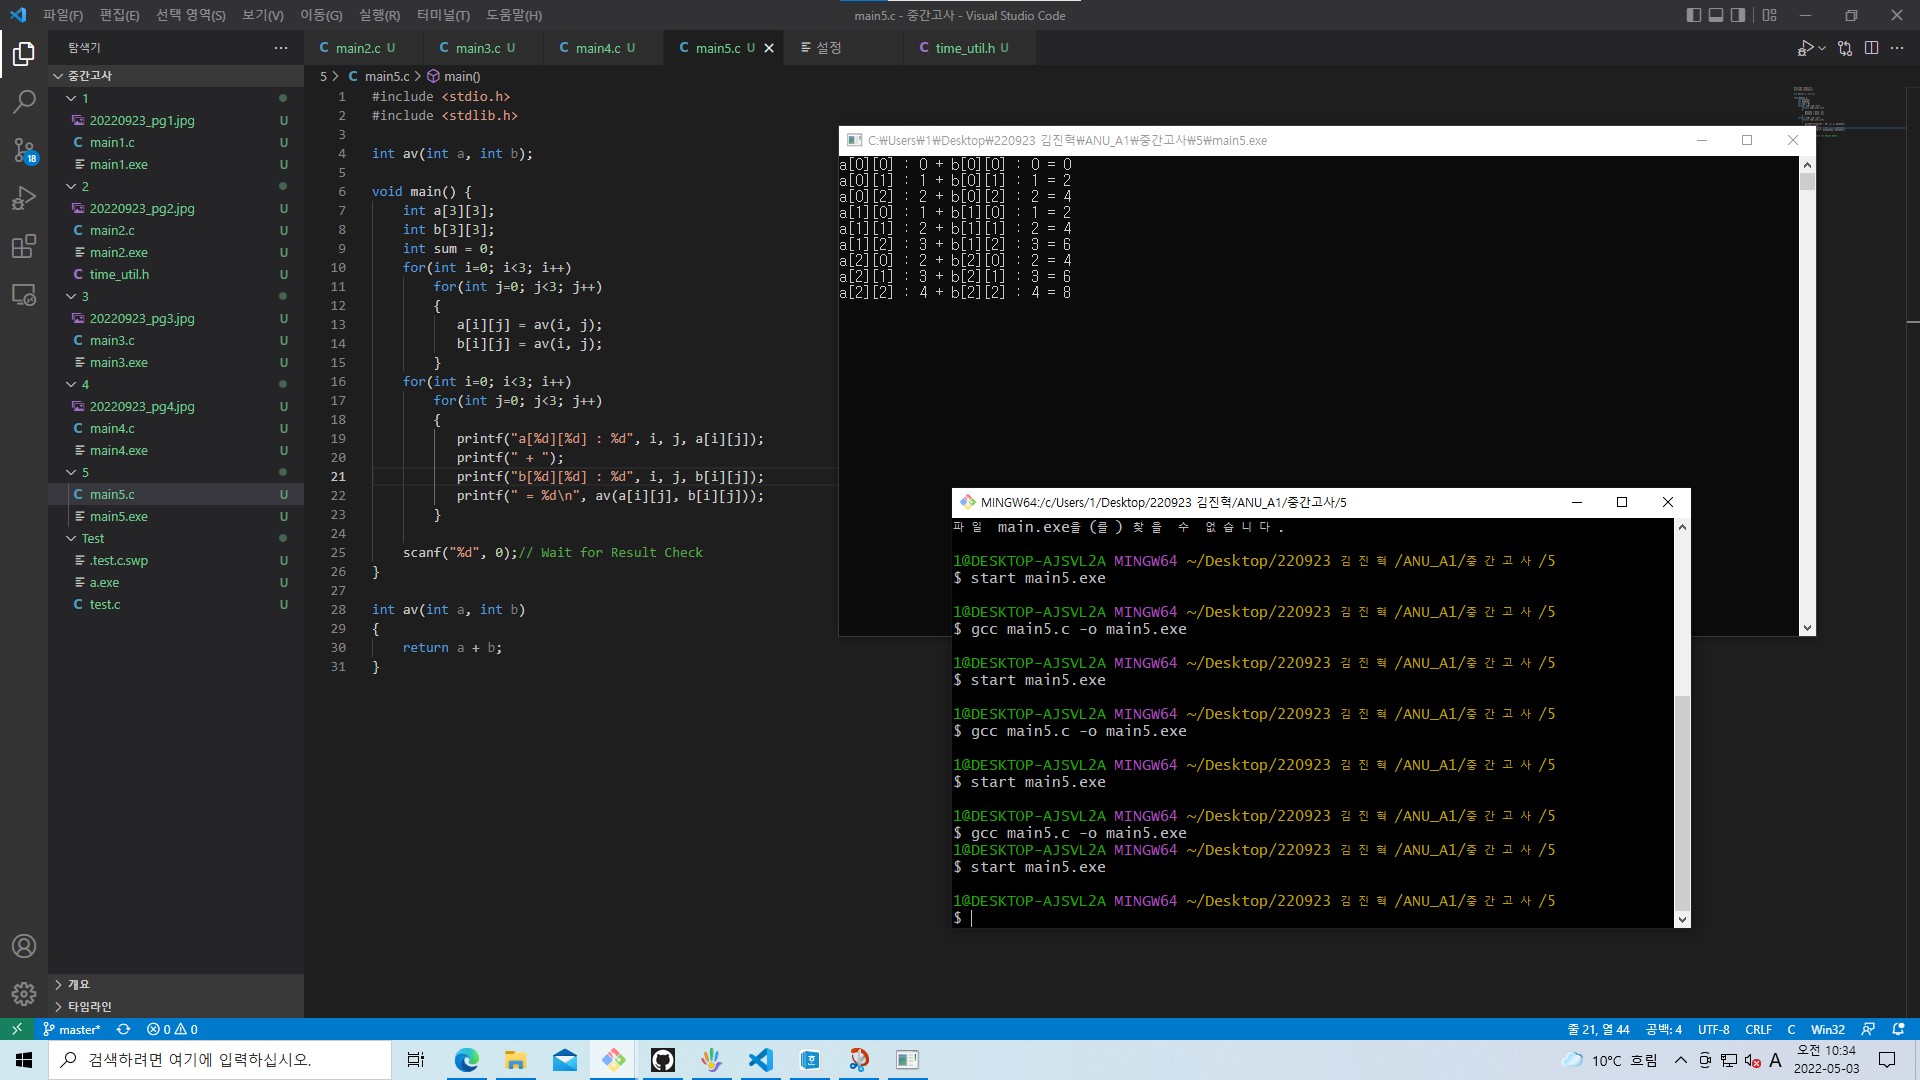 파일(F) 편집(E) 선택 영역(S) 보기(V) 이동(G) 실행(R) 터미널(T) 도움말(H)
main5.c - 중간고사 - Visual Studio Code
탐색기
중간고사
1
20220923_pg1.jpg U
main1.c U
main1.exe U
2
20220923_pg2.jpg U
main2.c U
main2.exe U
time_util.h U
3
20220923_pg3.jpg U
main3.c U
main3.exe U
4
20220923_pg4.jpg U
main4.c U
main4.exe U
5
main5.c U
main5.exe U
Test
.test.c.swp U
a.exe U
test.c U
개요
타임라인
18
main2.c U main3.c U main4.c U main5.c U 설정 time_util.h U
5 > C main5.c > main()
1 #include <stdio.h>
2 #include <stdlib.h>
3
4 int av(int a, int b);
5
6 void main() {
7 int a[3][3];
8 int b[3][3];
9 int sum = 0;
10 for(int i=0; i<3; i++)
11 for(int j=0; j<3; j++)
12 {
13 a[i][j] = av(i, j);
14 b[i][j] = av(i, j);
15 }
16 for(int i=0; i<3; i++)
17 for(int j=0; j<3; j++)
18 {
19 printf("a[%d][%d] : %d", i, j, a[i][j]);
20 printf(" + ");
21 printf("b[%d][%d] : %d", i, j, b[i][j]);
22 printf(" = %d\n", av(a[i][j], b[i][j]));
23 }
24
25 scanf("%d", 0);// Wait for Result Check
26 }
27
28 int av(int a, int b)
29 {
30 return a + b;
31 }
C:₩Users₩1₩Desktop₩220923 김진혁₩ANU_A1₩중간고사₩5₩main5.exe
a[0][0] : 0 + b[0][0] : 0 = 0
a[0][1] : 1 + b[0][1] : 1 = 2
a[0][2] : 2 + b[0][2] : 2 = 4
a[1][0] : 1 + b[1][0] : 1 = 2
a[1][1] : 2 + b[1][1] : 2 = 4
a[1][2] : 3 + b[1][2] : 3 = 6
a[2][0] : 2 + b[2][0] : 2 = 4
a[2][1] : 3 + b[2][1] : 3 = 6
a[2][2] : 4 + b[2][2] : 4 = 8
MINGW64:/c/Users/1/Desktop/220923 김진혁/ANU_A1/중간고사/5
파일 main.exe을(를) 찾을 수 없습니다.
1@DESKTOP-AJSVL2A MINGW64 ~/Desktop/220923 김진혁/ANU_A1/중간고사/5
$ start main5.exe
1@DESKTOP-AJSVL2A MINGW64 ~/Desktop/220923 김진혁/ANU_A1/중간고사/5
$ gcc main5.c -o main5.exe
1@DESKTOP-AJSVL2A MINGW64 ~/Desktop/220923 김진혁/ANU_A1/중간고사/5
$ start main5.exe
1@DESKTOP-AJSVL2A MINGW64 ~/Desktop/220923 김진혁/ANU_A1/중간고사/5
$ gcc main5.c -o main5.exe
1@DESKTOP-AJSVL2A MINGW64 ~/Desktop/220923 김진혁/ANU_A1/중간고사/5
$ start main5.exe
1@DESKTOP-AJSVL2A MINGW64 ~/Desktop/220923 김진혁/ANU_A1/중간고사/5
$ gcc main5.c -o main5.exe
1@DESKTOP-AJSVL2A MINGW64 ~/Desktop/220923 김진혁/ANU_A1/중간고사/5
$ start main5.exe
1@DESKTOP-AJSVL2A MINGW64 ~/Desktop/220923 김진혁/ANU_A1/중간고사/5
$
master* 0 0 줄 21, 열 44 공백: 4 UTF-8 CRLF C Win32
검색하려면 여기에 입력하십시오.
10°C 흐림 A 오전 10:34
2022-05-03